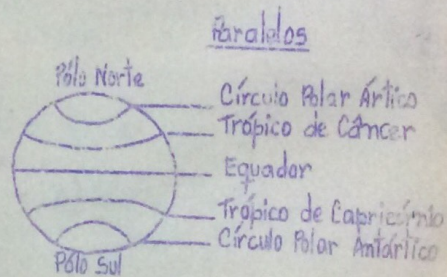 Paralelos
Pólo Norte
Círculo Polar Ártico
Trópico de Câncer
Equador
Trópico de Capricórnio
Círculo Polar Antártico
Pólo Sul